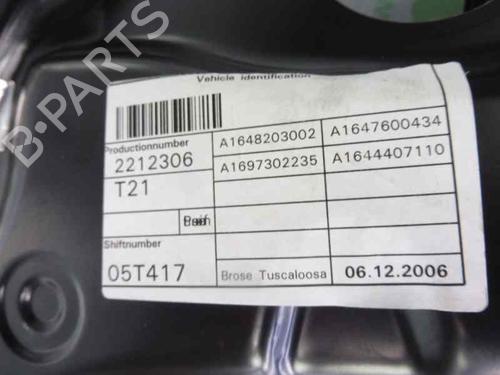 Vehicle identification
Productionnumber
2212306
A1648203002
A1647600434
T21
A1697302235
A1644407110
Shiftnumber
05T417
Brose Tuscaloosa
06.12.2006
B-PARTS